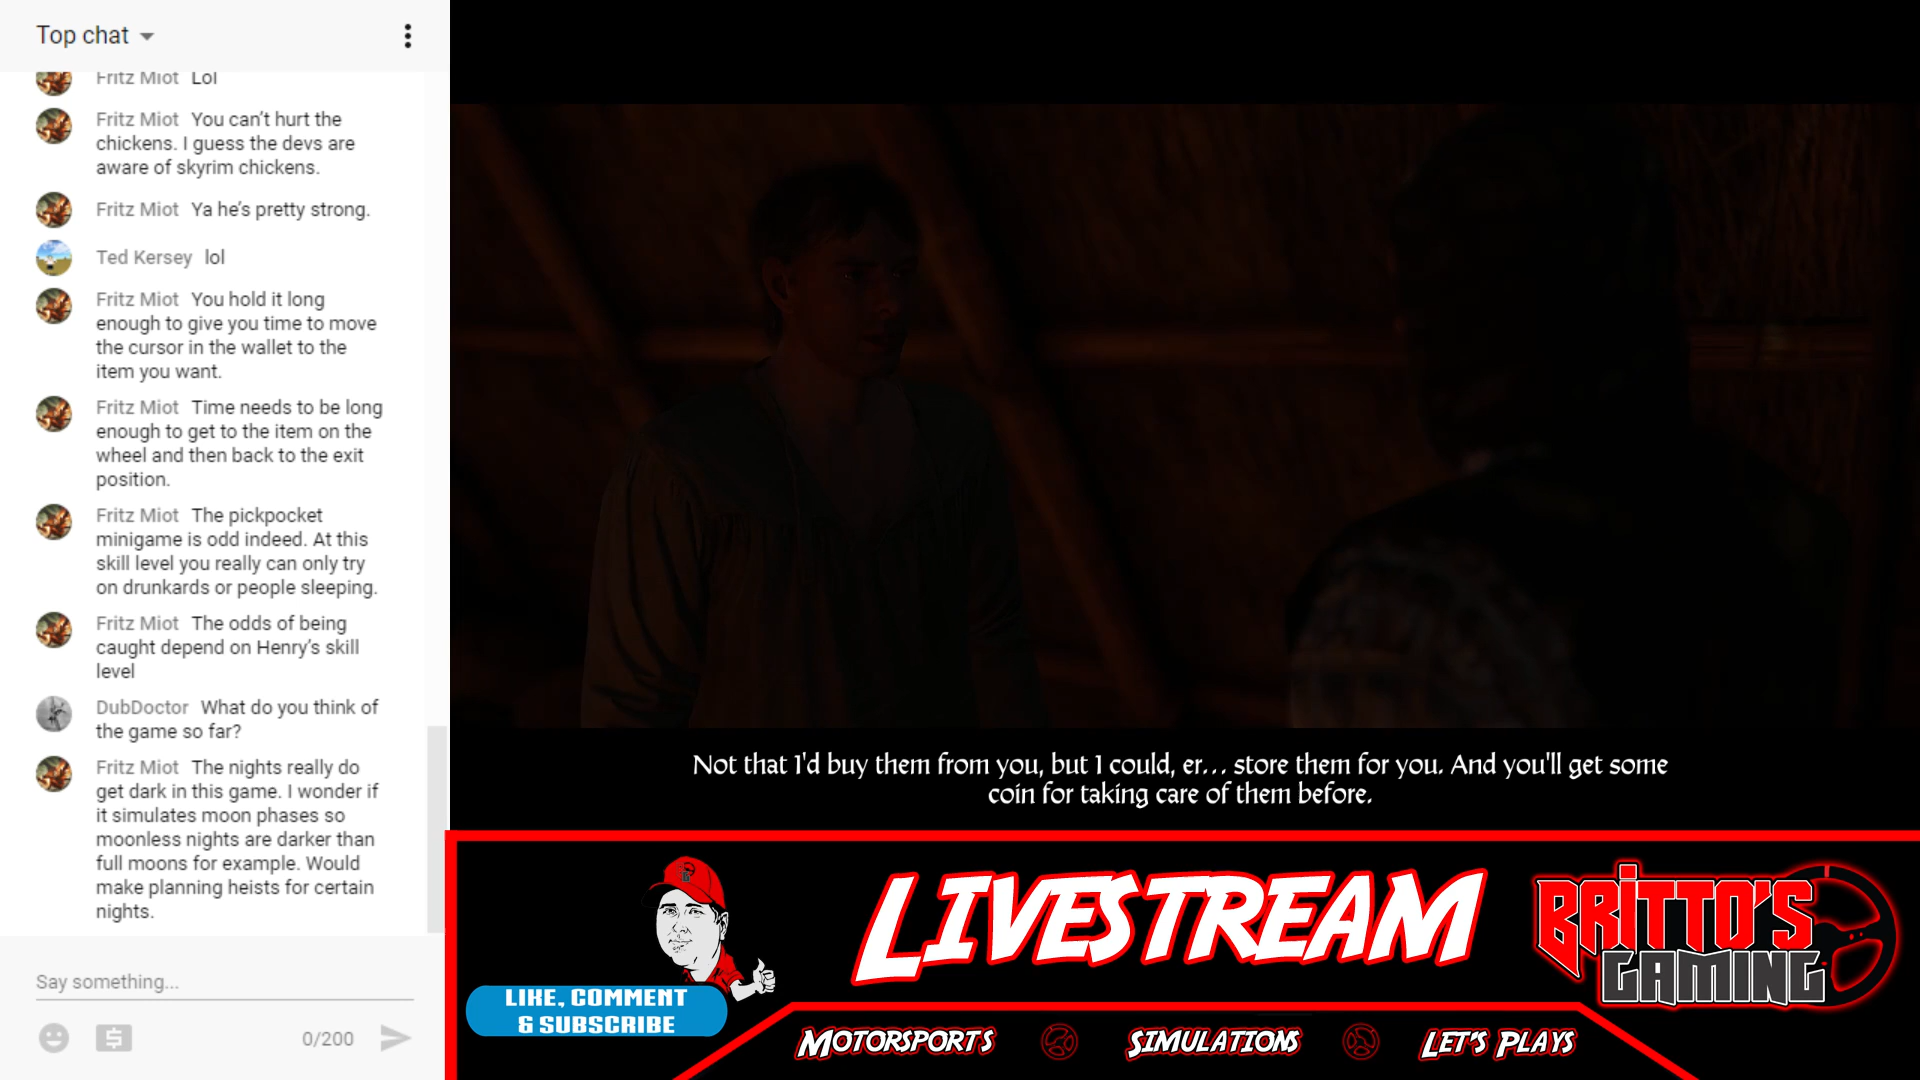 Top chat
Fritz Miot Lol
Fritz Miot You can't hurt the
chickens. I guess the devs are
aware of skyrim chickens.
Fritz Miot Ya he's pretty strong.
Ted Kersey lol
Fritz Miot You hold it long
enough to give you time to move
the cursor in the wallet to the
item you want.
Fritz Miot Time needs to be long
enough to get to the item on the
wheel and then back to the exit
position.
Fritz Miot The pickpocket
minigame is odd indeed. At this
skill level you really can only try
on drunkards or people sleeping.
Fritz Miot The odds of being
caught depend on Henry's skill
level
DubDoctor What do you think of
the game so far?
Fritz Miot The nights really do
get dark in this game. I wonder if
it simulates moon phases so
moonless nights are darker than
full moons for example. Would
make planning heists for certain
nights.
Say something...
0/200
Not that I'd buy them from you, but I could, er... store them for you. And you'll get some
coin for taking care of them before.
LIVESTREAM
BRITTO'S
GAMING
LIKE, COMMENT
& SUBSCRIBE
MOTORSPORTS
SIMULATIONS
LET'S PLAYS